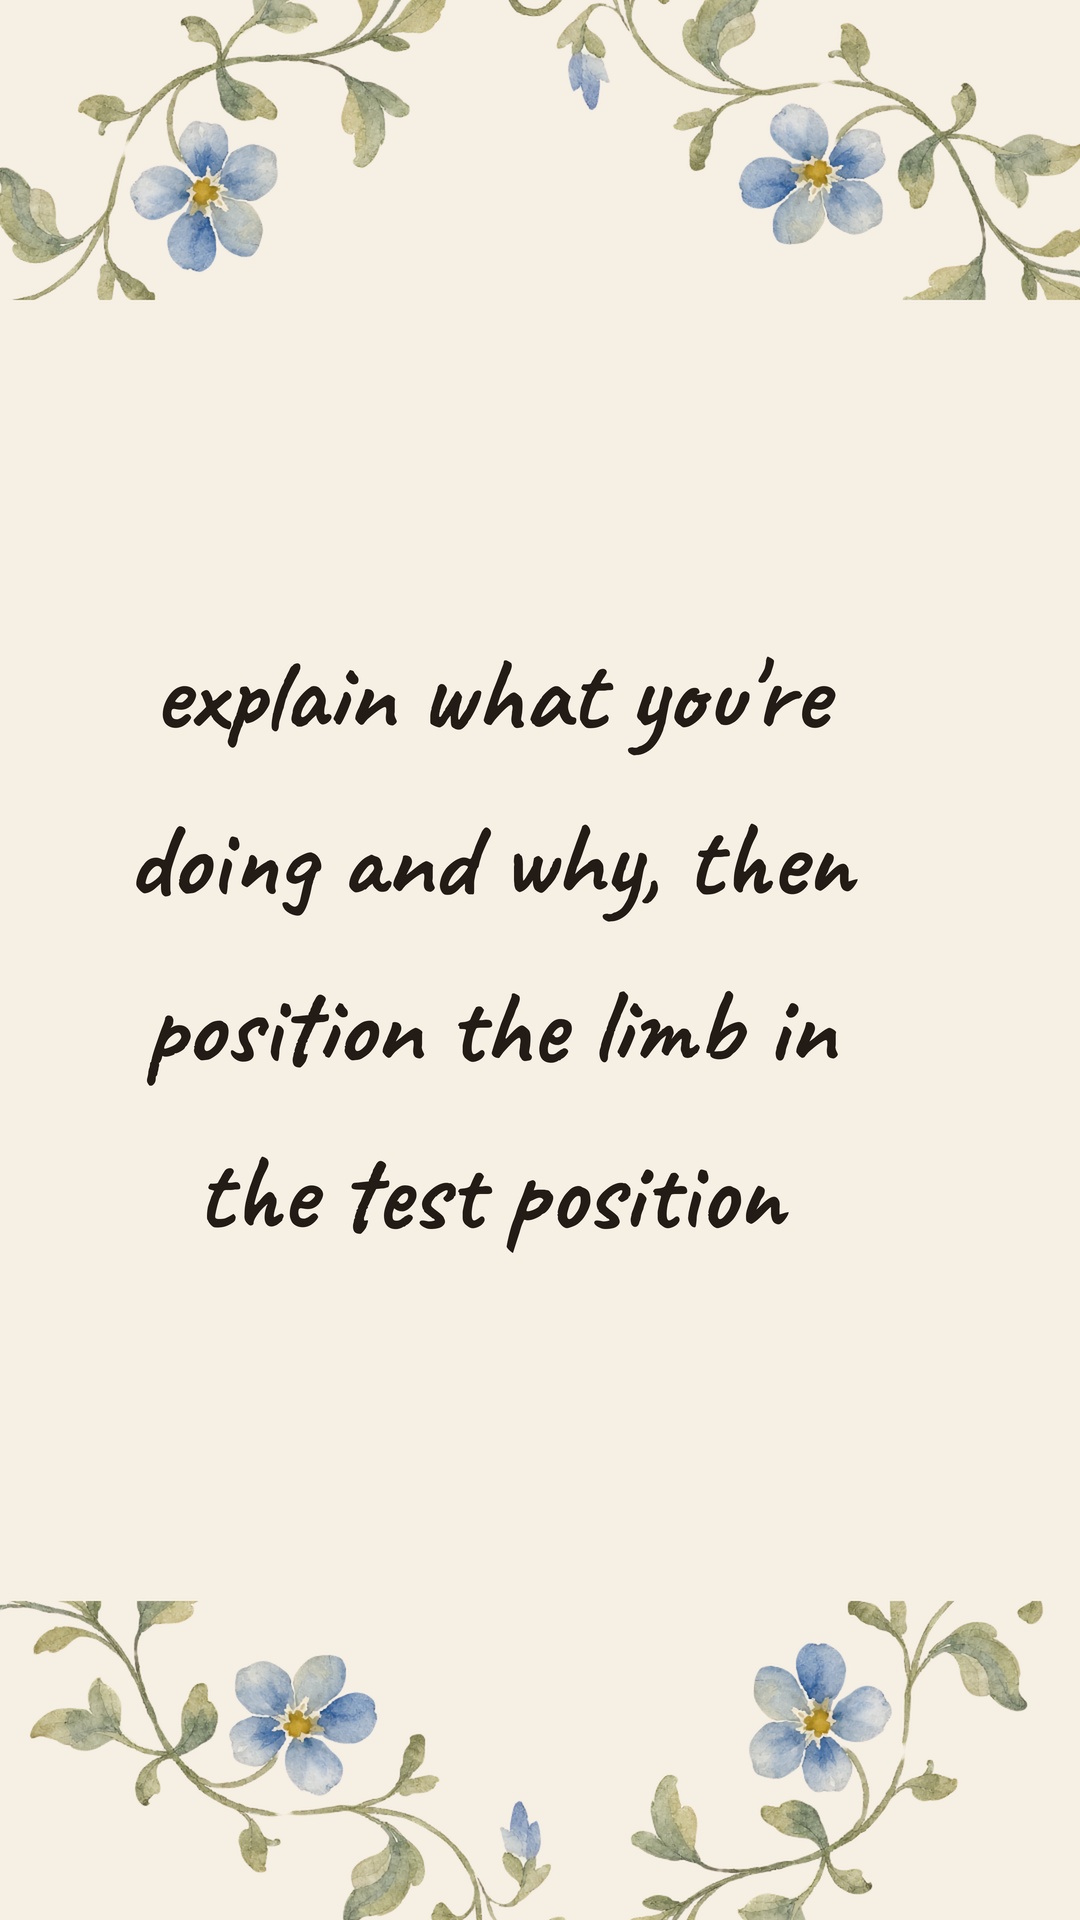 explain what you're
doing and why, then
position the limb in
the test position